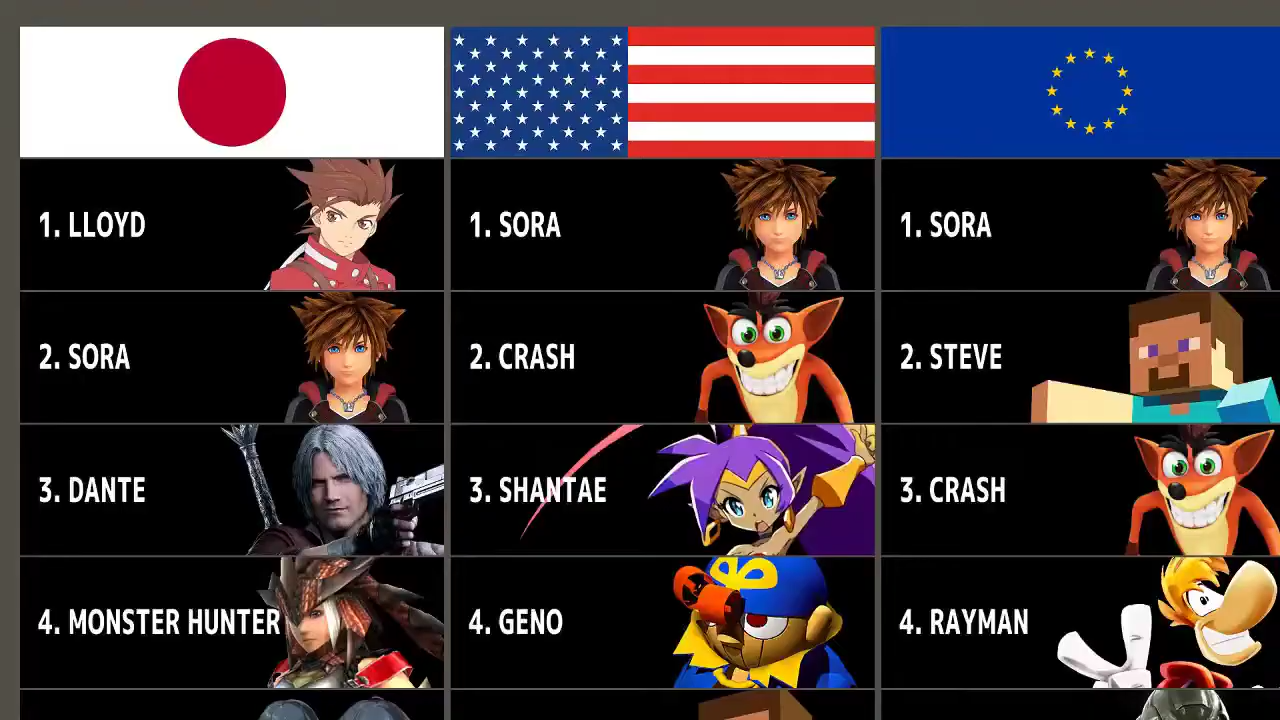 1. LLOYD
2. SORA
3. DANTE
4. MONSTER HUNTER
1. SORA
2. CRASH
3. SHANTAE
4. GENO
1. SORA
2. STEVE
3. CRASH
4. RAYMAN